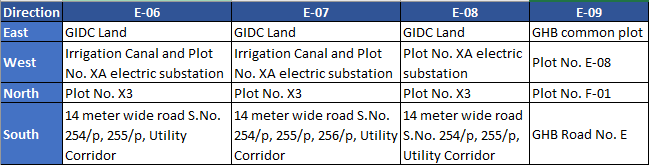 Direction E-06 E-07 E-08 E-09
East GIDC Land GIDC Land GIDC Land GHB common plot
West Irrigation Canal and Plot No. XA electric substation Irrigation Canal and Plot No. XA electric substation Plot No. XA electric substation Plot No. E-08
North Plot No. X3 Plot No. X3 Plot No. X3 Plot No. F-01
South 14 meter wide road S.No. 254/p, 255/p, Utility Corridor 14 meter wide road S.No. 254/p, 255/p, 256/p, Utility Corridor 14 meter wide road S.No. 254/p, 255/p, Utility Corridor GHB Road No. E